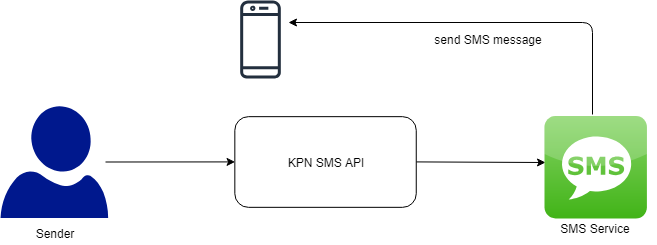 send SMS message
KPN SMS API
SMS
Sender
SMS Service